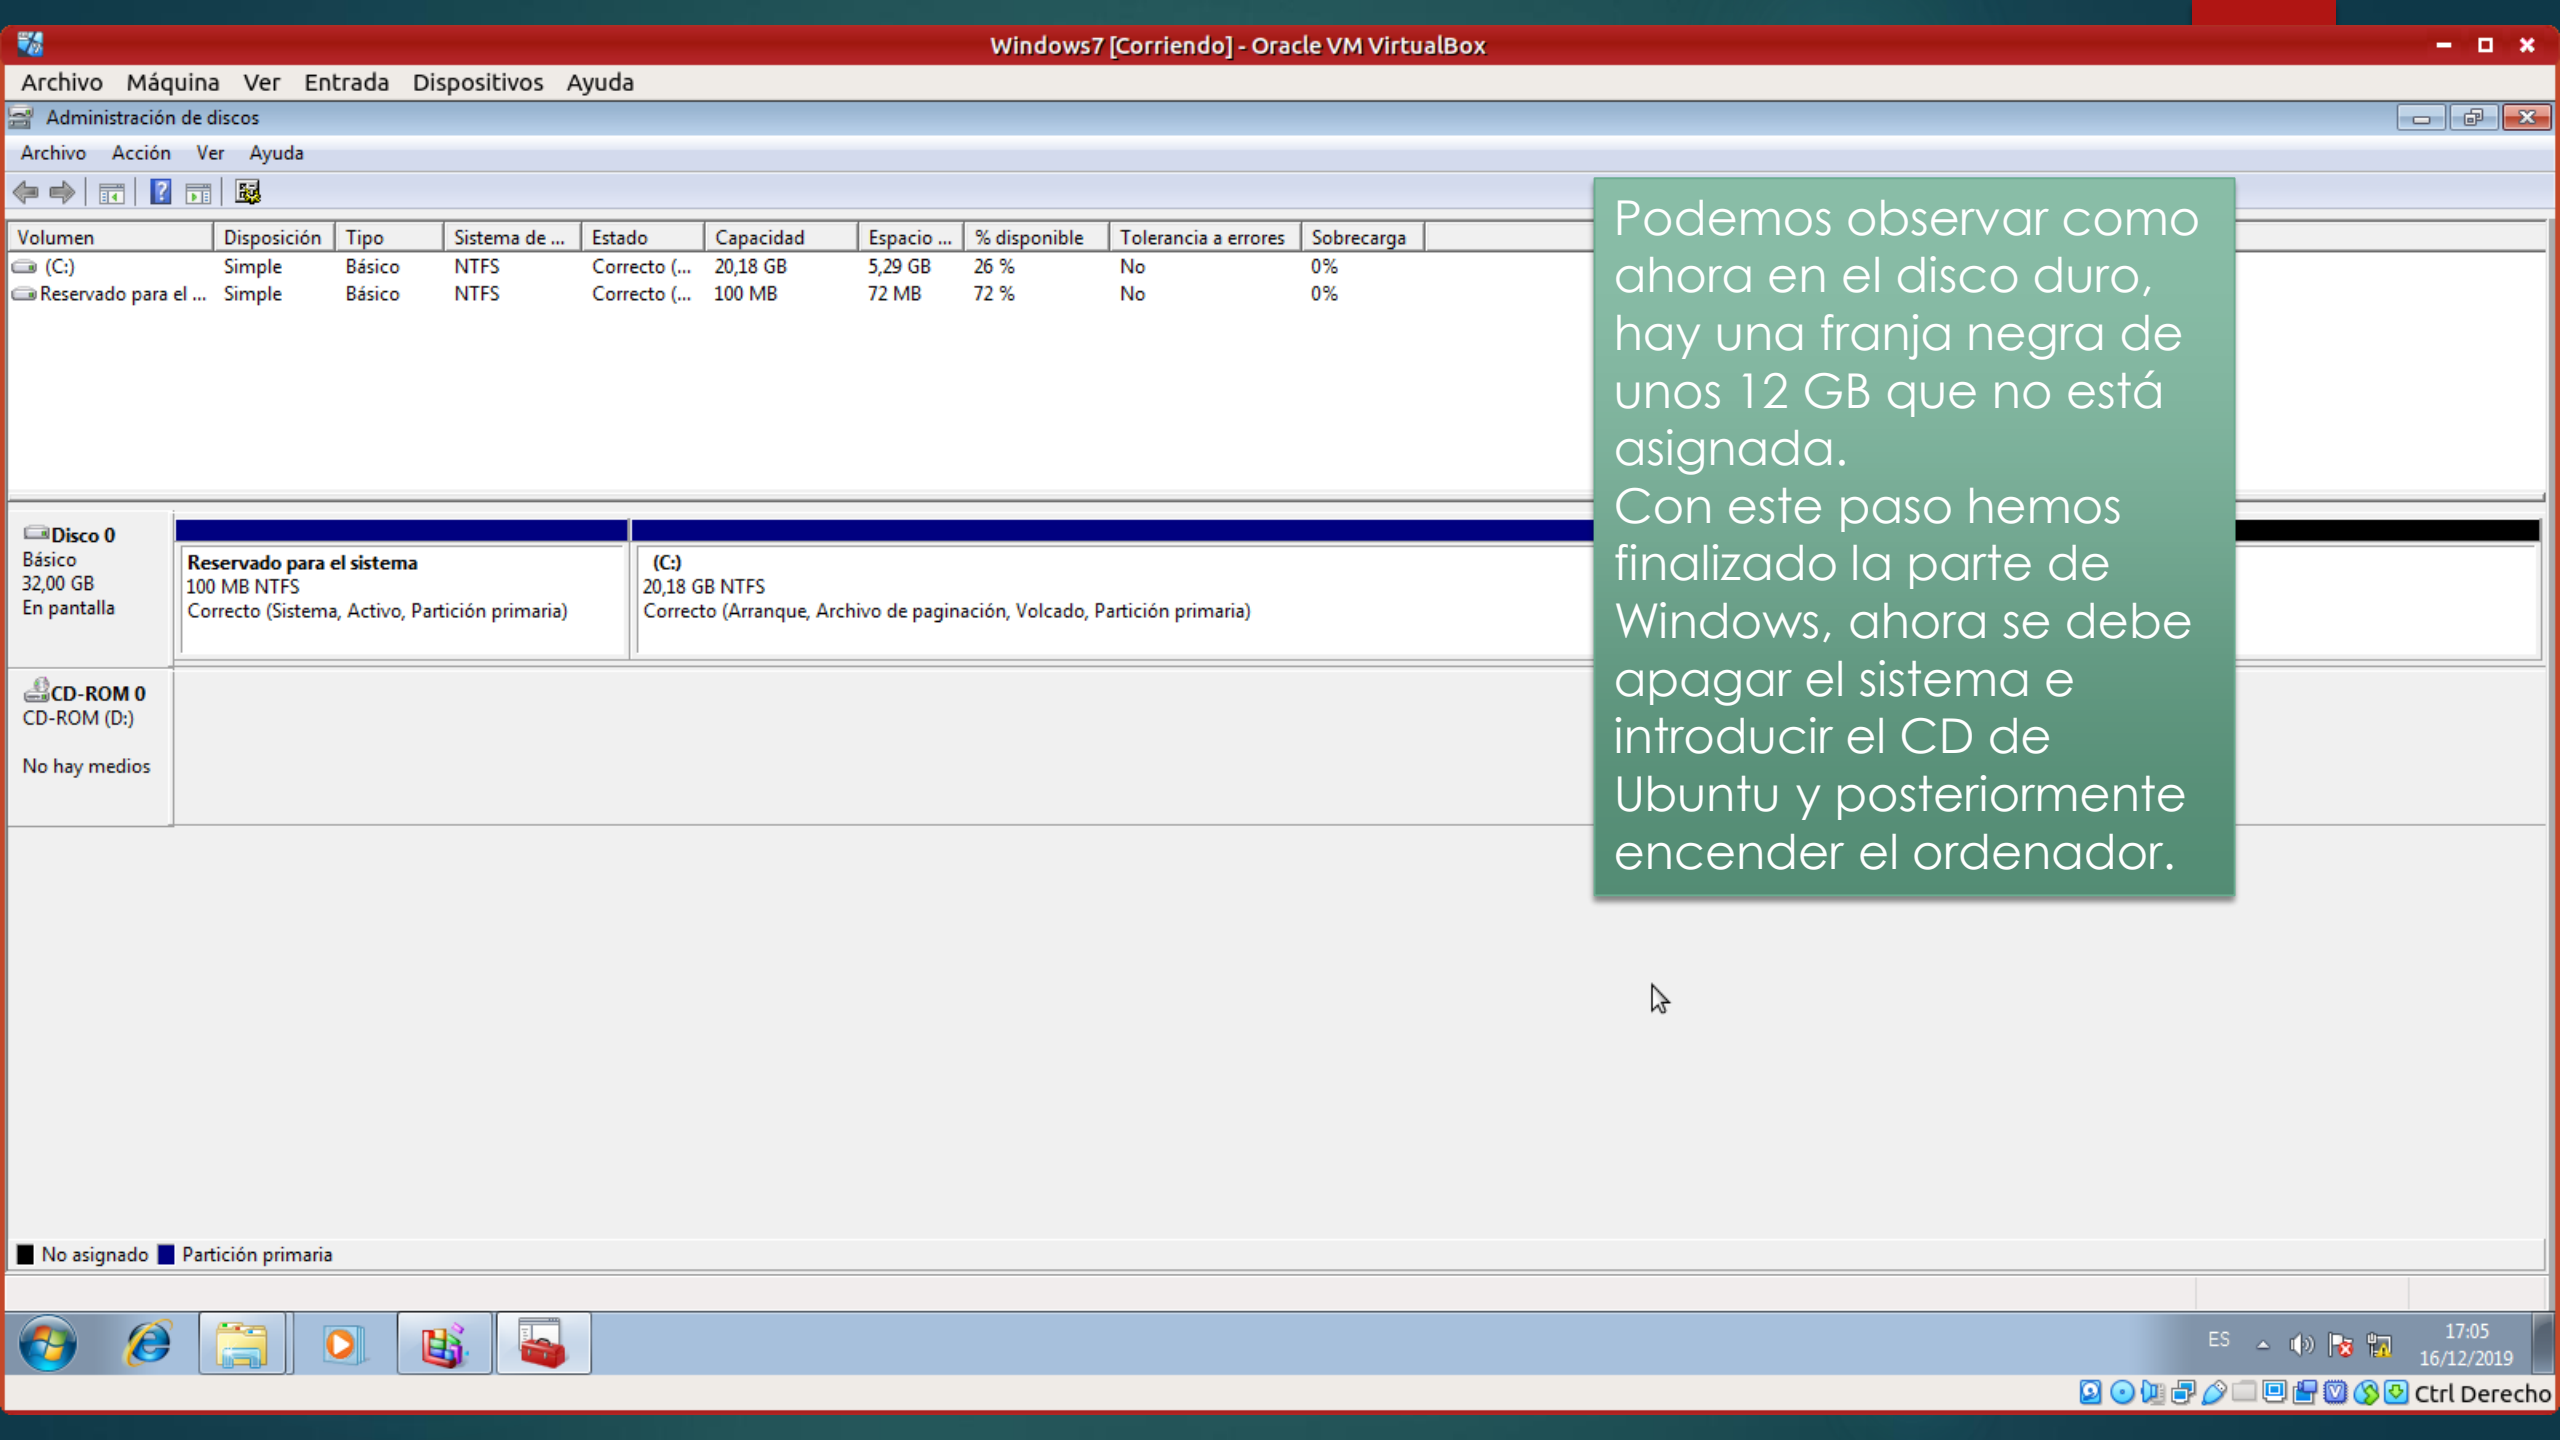 Windows7 [Corriendo] - Oracle VM VirtualBox
Archivo Máquina Ver Entrada Dispositivos Ayuda
Administración de discos
Archivo Acción Ver Ayuda
Volumen Disposición Tipo Sistema de ... Estado Capacidad Espacio ... % disponible Tolerancia a errores Sobrecarga
(C:) Simple Básico NTFS Correcto (... 20,18 GB 5,29 GB 26 % No 0%
Reservado para el ... Simple Básico NTFS Correcto (... 100 MB 72 MB 72 % No 0%
Podemos observar como
ahora en el disco duro,
hay una franja negra de
unos 12 GB que no está
asignada.
Con este paso hemos
finalizado la parte de
Windows, ahora se debe
apagar el sistema e
introducir el CD de
Ubuntu y posteriormente
encender el ordenador.
Disco 0
Básico
32,00 GB
En pantalla
Reservado para el sistema
100 MB NTFS
Correcto (Sistema, Activo, Partición primaria)
(C:)
20,18 GB NTFS
Correcto (Arranque, Archivo de paginación, Volcado, Partición primaria)
CD-ROM 0
CD-ROM (D:)
No hay medios
No asignado Partición primaria
ES
17:05
16/12/2019
Ctrl Derecho